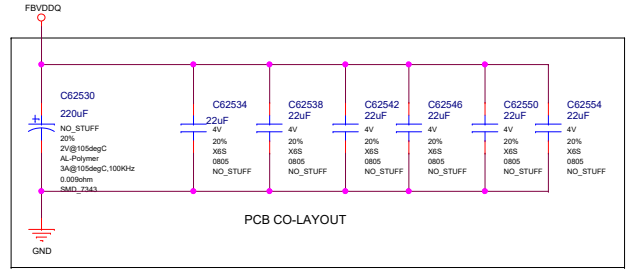 FBVDDQ
C62530
220uF
NO_STUFF
20%
2V@105degC
AL-Polymer
3A@105degC,100KHz
0.009ohm
SMD_7343
C62534
22uF
4V
20%
X6S
0805
NO_STUFF
C62538
22uF
4V
20%
X6S
0805
NO_STUFF
C62542
22uF
4V
20%
X6S
0805
NO_STUFF
C62546
22uF
4V
20%
X6S
0805
NO_STUFF
C62550
22uF
4V
20%
X6S
0805
NO_STUFF
C62554
22uF
4V
20%
X6S
0805
NO_STUFF
PCB CO-LAYOUT
GND